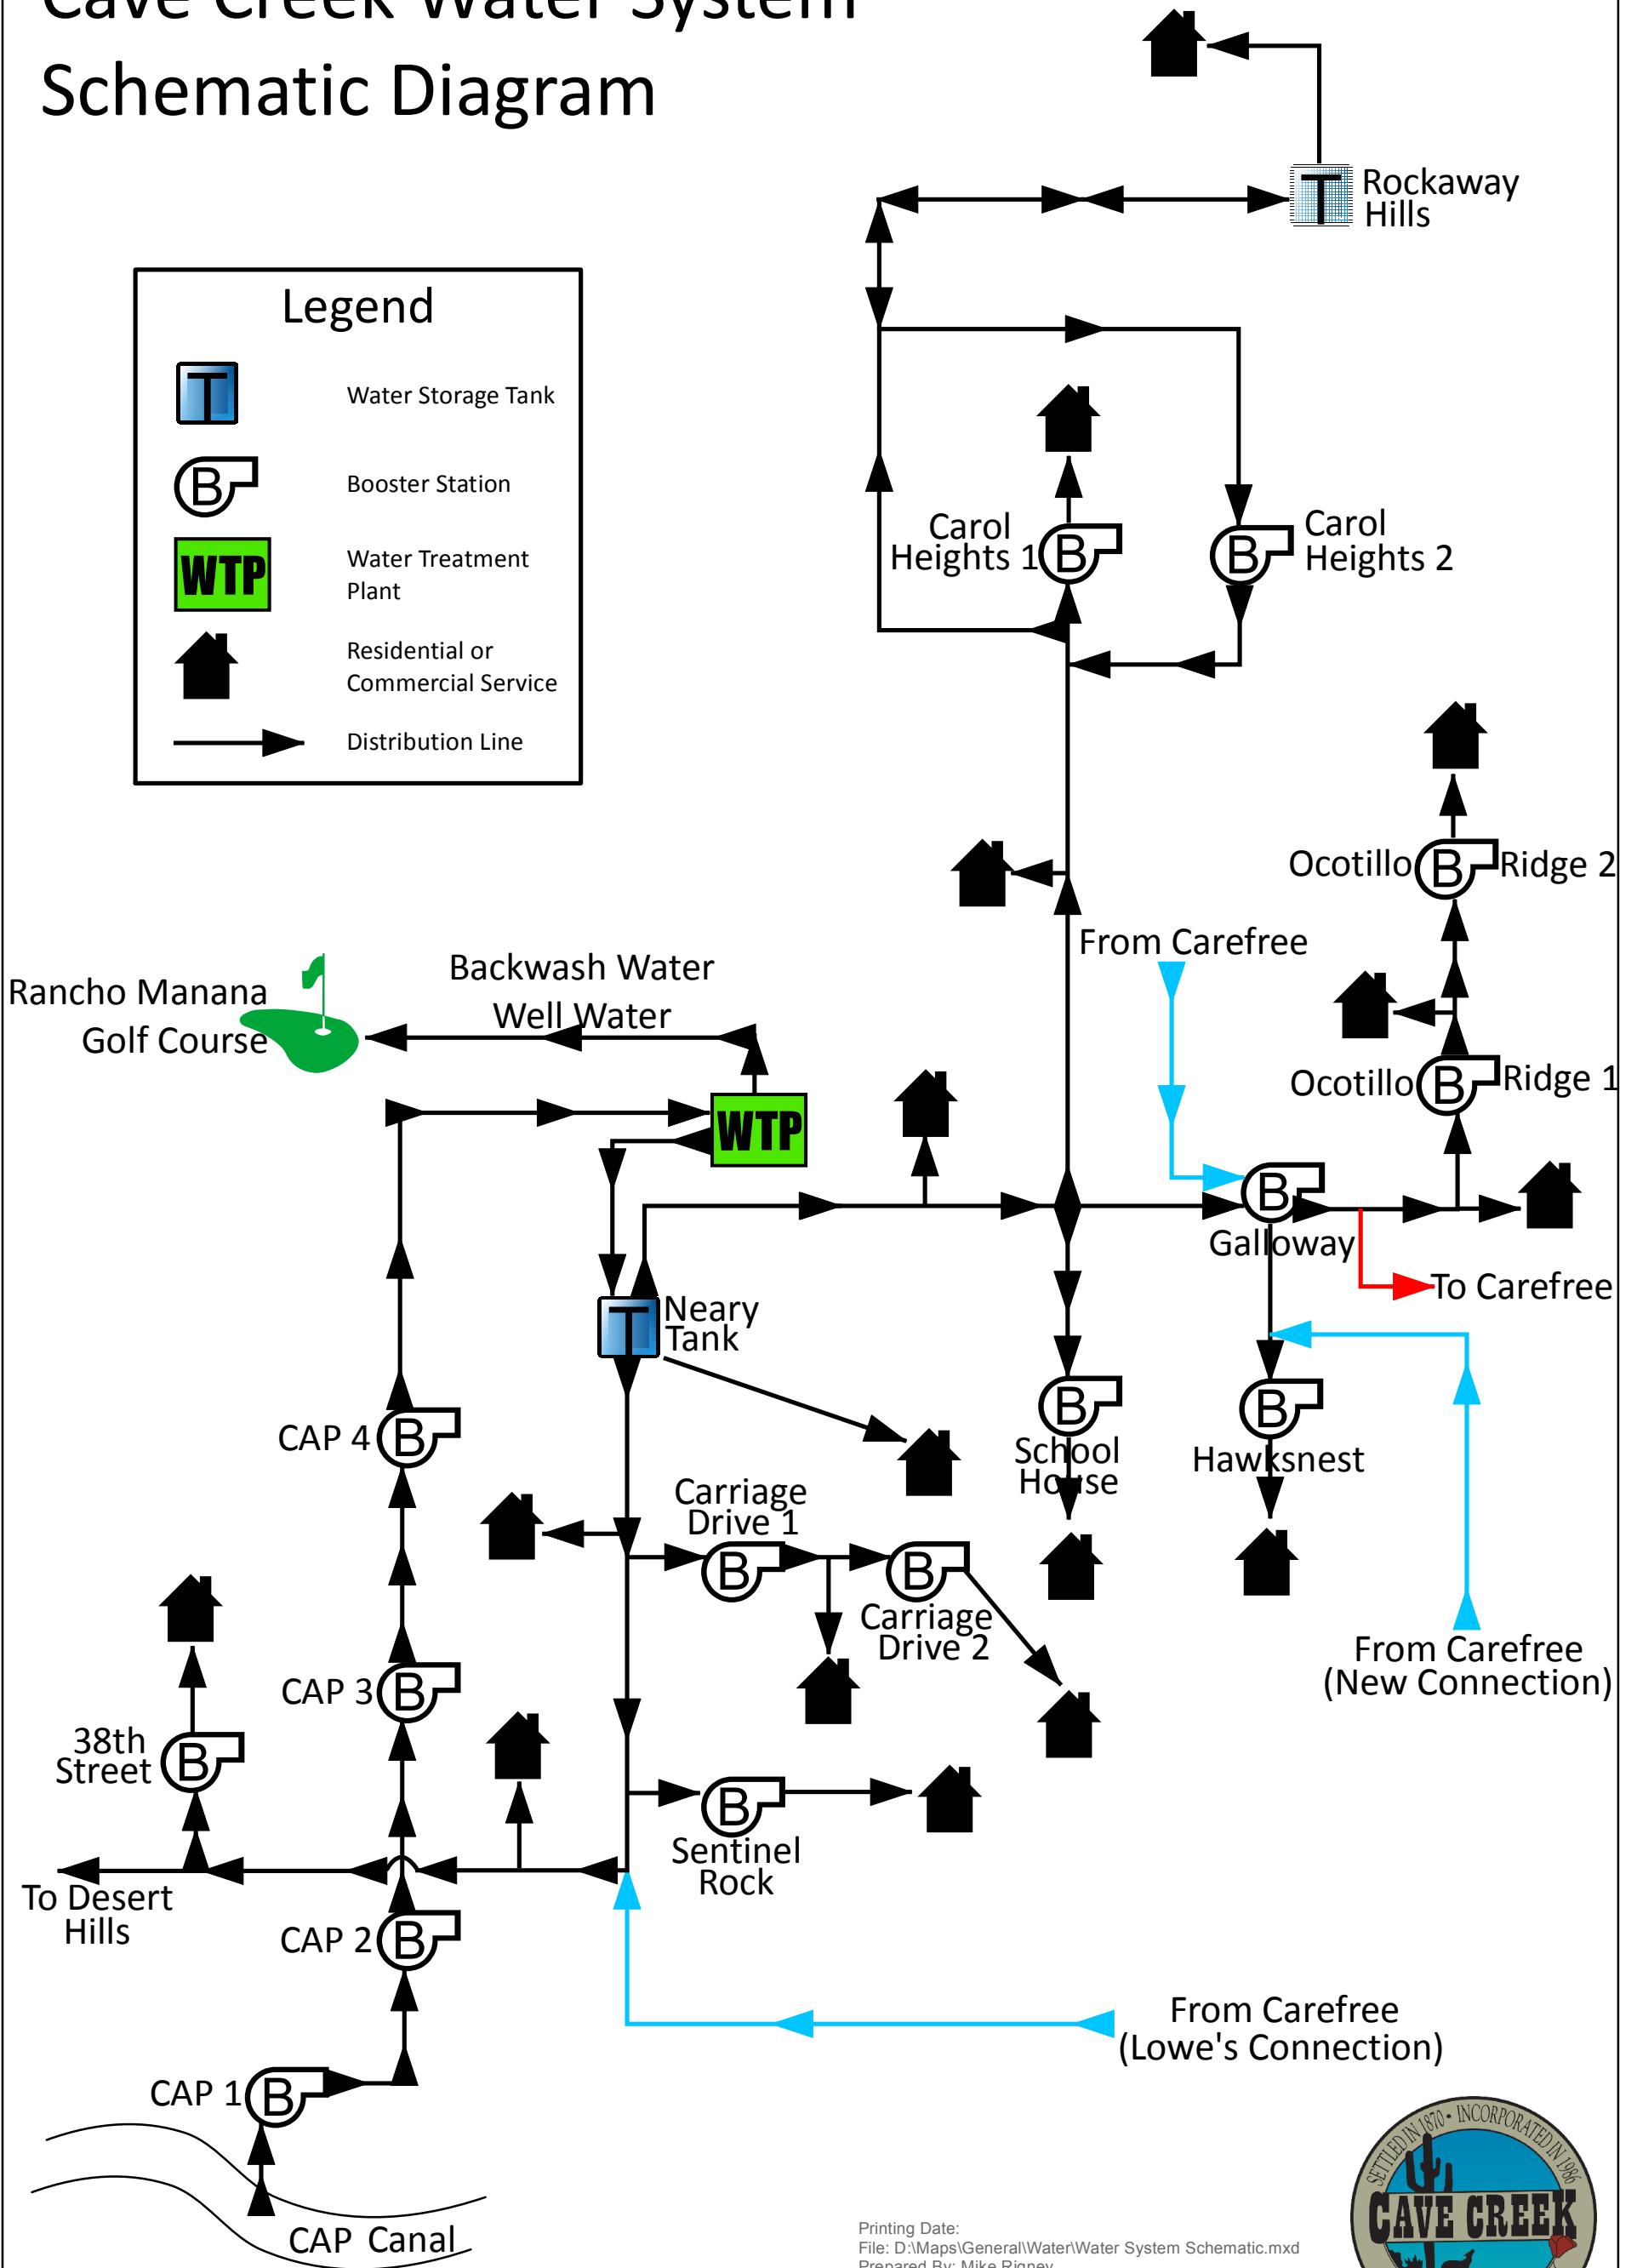 Cave Creek Water System
Schematic Diagram
Rockaway
Hills
Legend
T
Water Storage Tank
B
Booster Station
WTP
Water Treatment
Plant
Residential or
Commercial Service
Distribution Line
T
Carol
Heights 1
B
B
Carol
Heights 2
Ocotillo
B
Ridge 2
From Carefree
Rancho Manana
Golf Course
Backwash Water
Well Water
Ocotillo
B
Ridge 1
WTP
B
Galloway
To Carefree
T
Neary
Tank
CAP 4
B
B
School
House
B
Hawksnest
Carriage
Drive 1
B
B
Carriage
Drive 2
From Carefree
(New Connection)
CAP 3
B
38th
Street
B
B
Sentinel
Rock
To Desert
Hills
CAP 2
B
From Carefree
(Lowe's Connection)
CAP 1
B
CAP Canal
SETTLED IN 1870 • INCORPORATED IN 1986
CAVE CREEK
Printing Date:
File: D:\Maps\General\Water\Water System Schematic.mxd
Prepared By: Mike Rigney